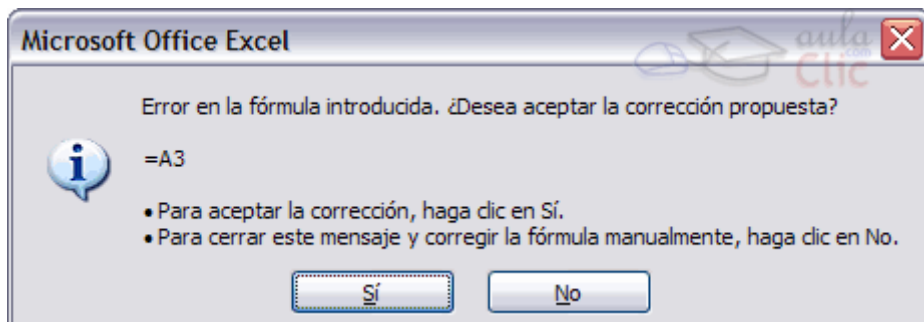 Microsoft Office Excel
aula
.com
Clic
Error en la fórmula introducida. ¿Desea aceptar la corrección propuesta?
=A3
• Para aceptar la corrección, haga clic en Sí.
• Para cerrar este mensaje y corregir la fórmula manualmente, haga clic en No.
Sí
No